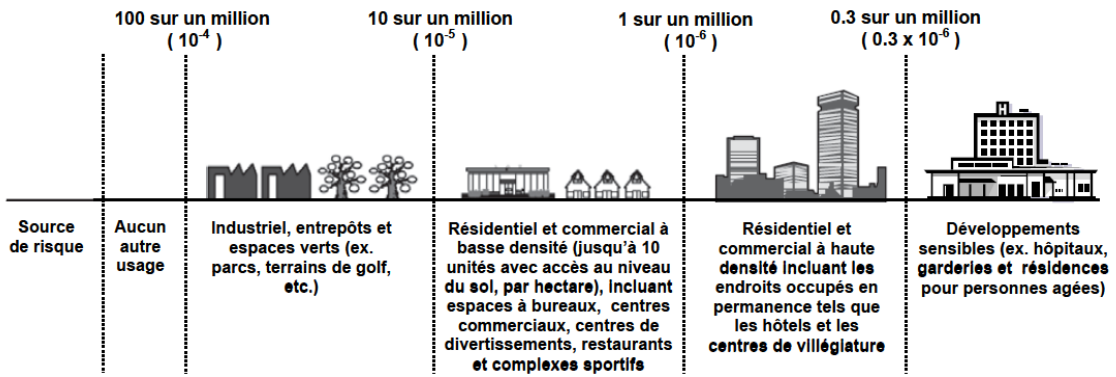 100 sur un million
( 10⁻⁴ )
10 sur un million
( 10⁻⁵ )
1 sur un million
( 10⁻⁶ )
0.3 sur un million
( 0.3 x 10⁻⁶ )
H
Source
de risque
Aucun
autre
usage
Industriel, entrepôts et
espaces verts (ex.
parcs, terrains de golf,
etc.)
Résidentiel et commercial à
basse densité (jusqu'à 10
unités avec accès au niveau
du sol, par hectare), incluant
espaces à bureaux, centres
commerciaux, centres de
divertissements, restaurants
et complexes sportifs
Résidentiel et
commercial à haute
densité incluant les
endroits occupés en
permanence tels que
les hôtels et les
centres de villégiature
Développements
sensibles (ex. hôpitaux,
garderies et résidences
pour personnes agées)